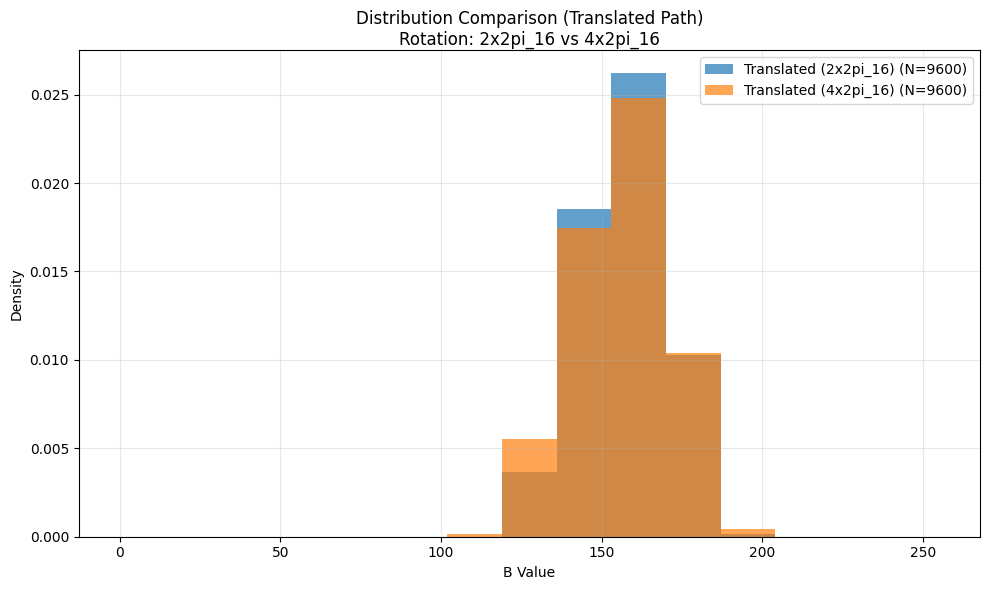 Distribution Comparison (Translated Path)
Rotation: 2x2pi_16 vs 4x2pi_16
Translated (2x2pi_16) (N=9600)
Translated (4x2pi_16) (N=9600)
Density
0.025
0.020
0.015
0.010
0.005
0.000
0 50 100 150 200 250
B Value